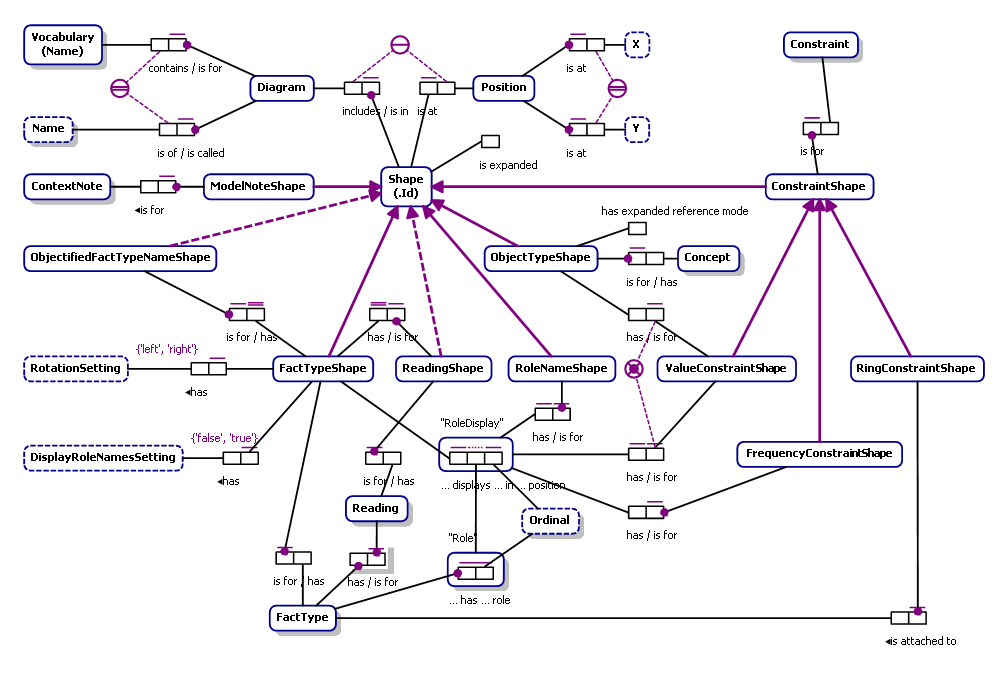 Vocabulary
(Name)
contains / is for
Diagram
includes / is in
is at
Position
is at
X
Constraint
Name
is of / is called
is at
Y
is for
is expanded
ContextNote
◂is for
ModelNoteShape
Shape
(.Id)
ConstraintShape
has expanded reference mode
ObjectifiedFactTypeNameShape
ObjectTypeShape
Concept
is for / has
is for / has
has / is for
has / is for
{'left', 'right'}
RotationSetting
◂has
FactTypeShape
ReadingShape
RoleNameShape
ValueConstraintShape
RingConstraintShape
{'false', 'true'}
"RoleDisplay"
has / is for
DisplayRoleNamesSetting
◂has
is for / has
... displays ... in ... position
has / is for
FrequencyConstraintShape
Reading
Ordinal
has / is for
"Role"
is for / has
has / is for
... has ... role
FactType
◂is attached to